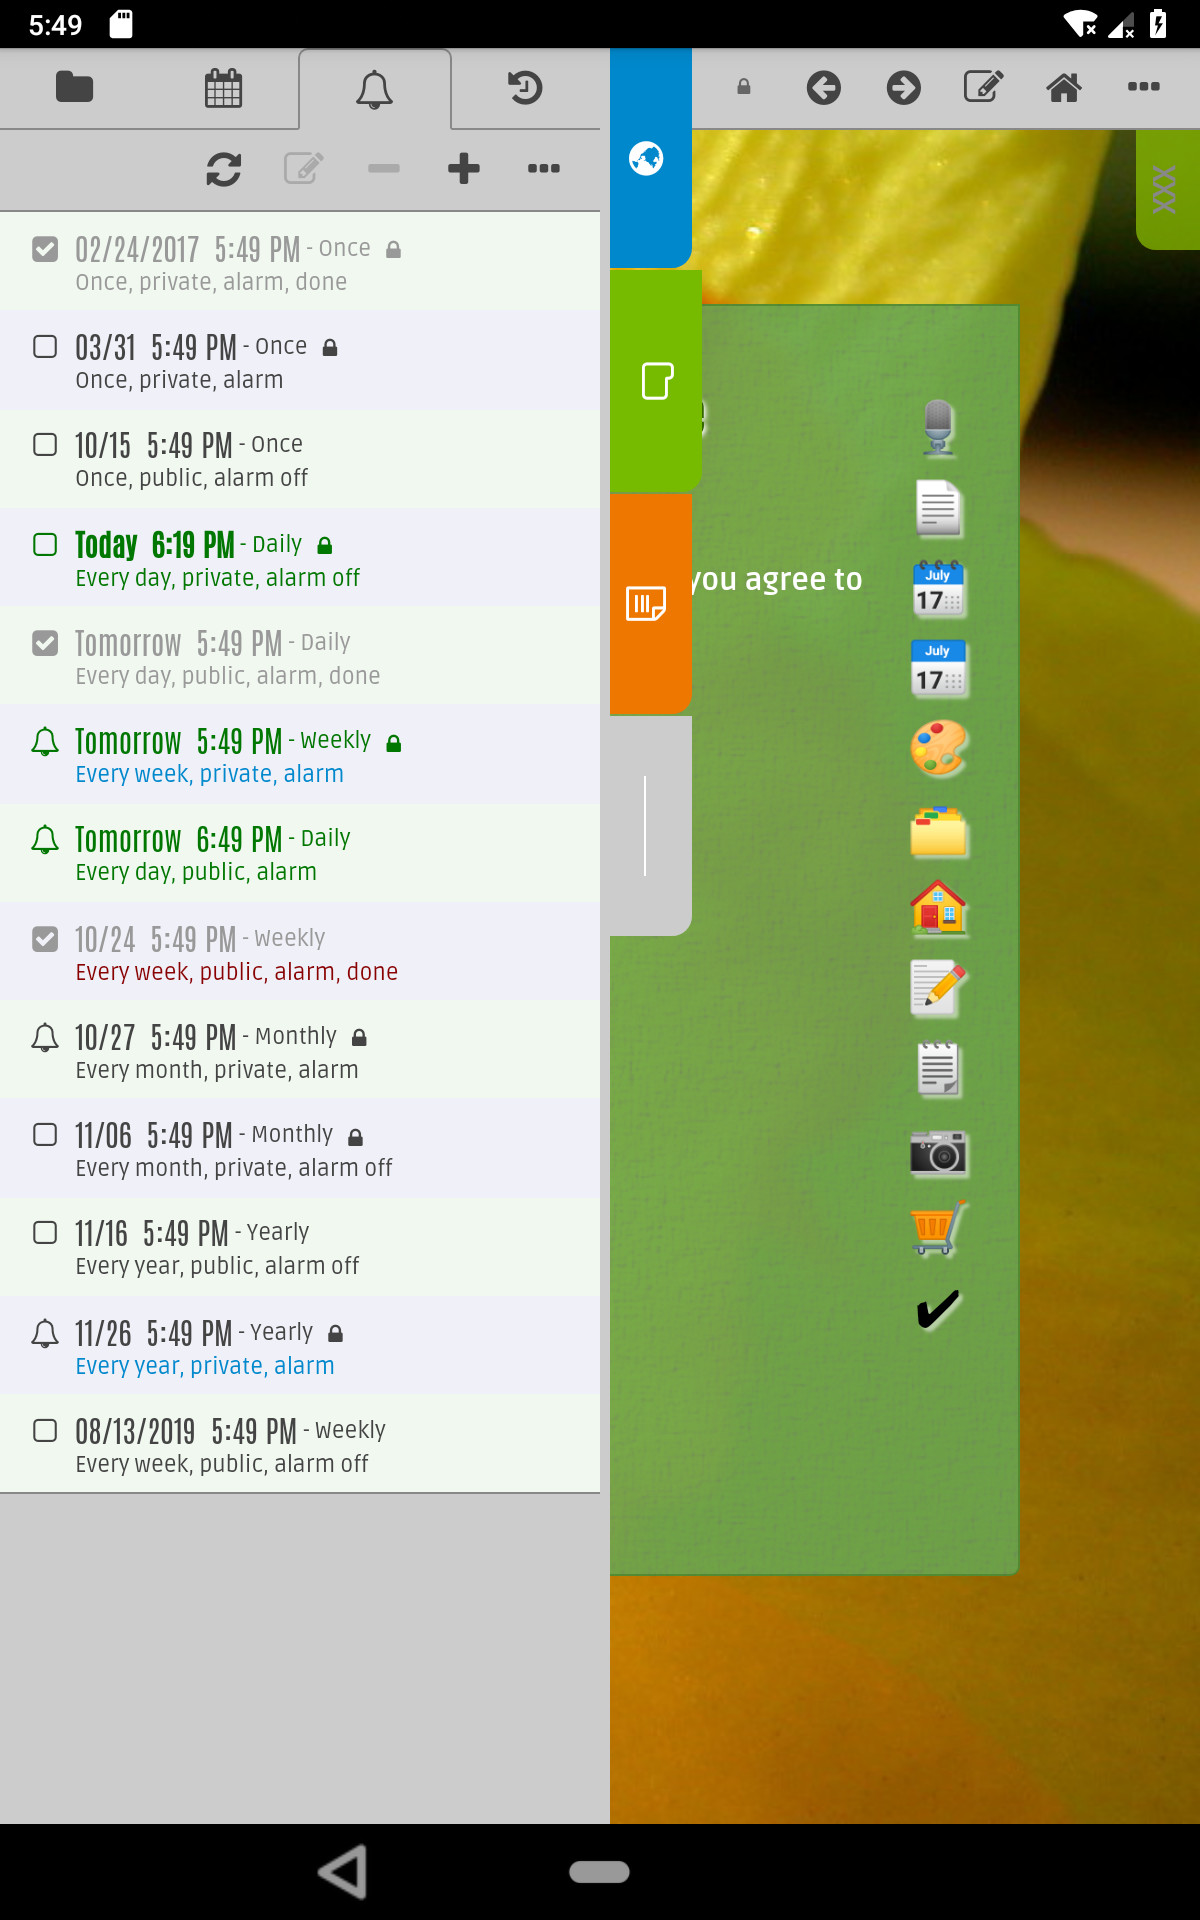 5:49
02/24/2017 5:49 PM - Once
Once, private, alarm, done
03/31 5:49 PM - Once
Once, private, alarm
10/15 5:49 PM - Once
Once, public, alarm off
Today 6:19 PM - Daily
Every day, private, alarm off
Tomorrow 5:49 PM - Daily
Every day, public, alarm, done
Tomorrow 5:49 PM - Weekly
Every week, private, alarm
Tomorrow 6:49 PM - Daily
Every day, public, alarm
10/24 5:49 PM - Weekly
Every week, public, alarm, done
10/27 5:49 PM - Monthly
Every month, private, alarm
11/06 5:49 PM - Monthly
Every month, private, alarm off
11/16 5:49 PM - Yearly
Every year, public, alarm off
11/26 5:49 PM - Yearly
Every year, private, alarm
08/13/2019 5:49 PM - Weekly
Every week, public, alarm off
you agree to
July
17
July
17